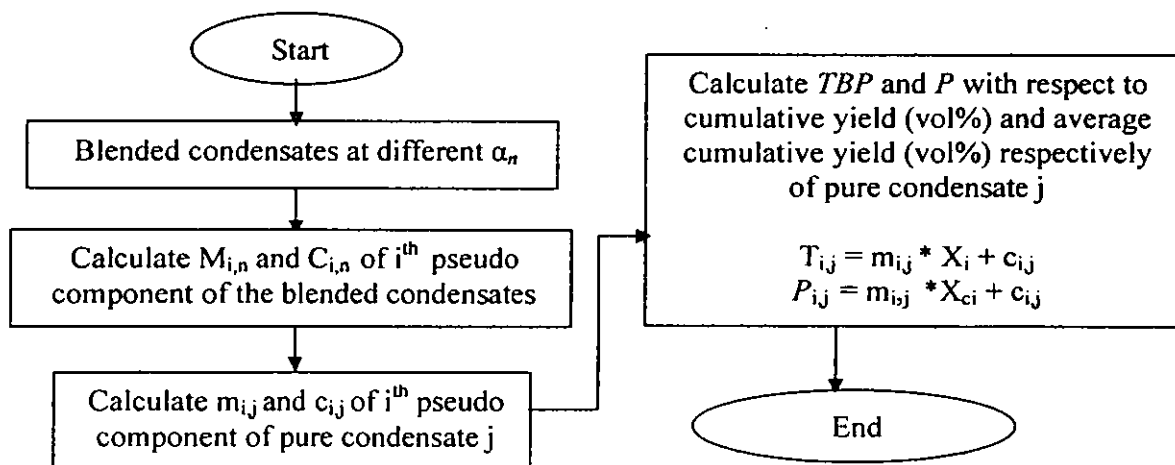 Start
Blended condensates at different αn
Calculate Mi,n and Ci,n of ith pseudo
component of the blended condensates
Calculate mi,j and ci,j of ith pseudo
component of pure condensate j
Calculate TBP and P with respect to
cumulative yield (vol%) and average
cumulative yield (vol%) respectively
of pure condensate j
Ti,j = mi,j * Xi + ci,j
Pi,j = mi,j *Xci + ci,j
End